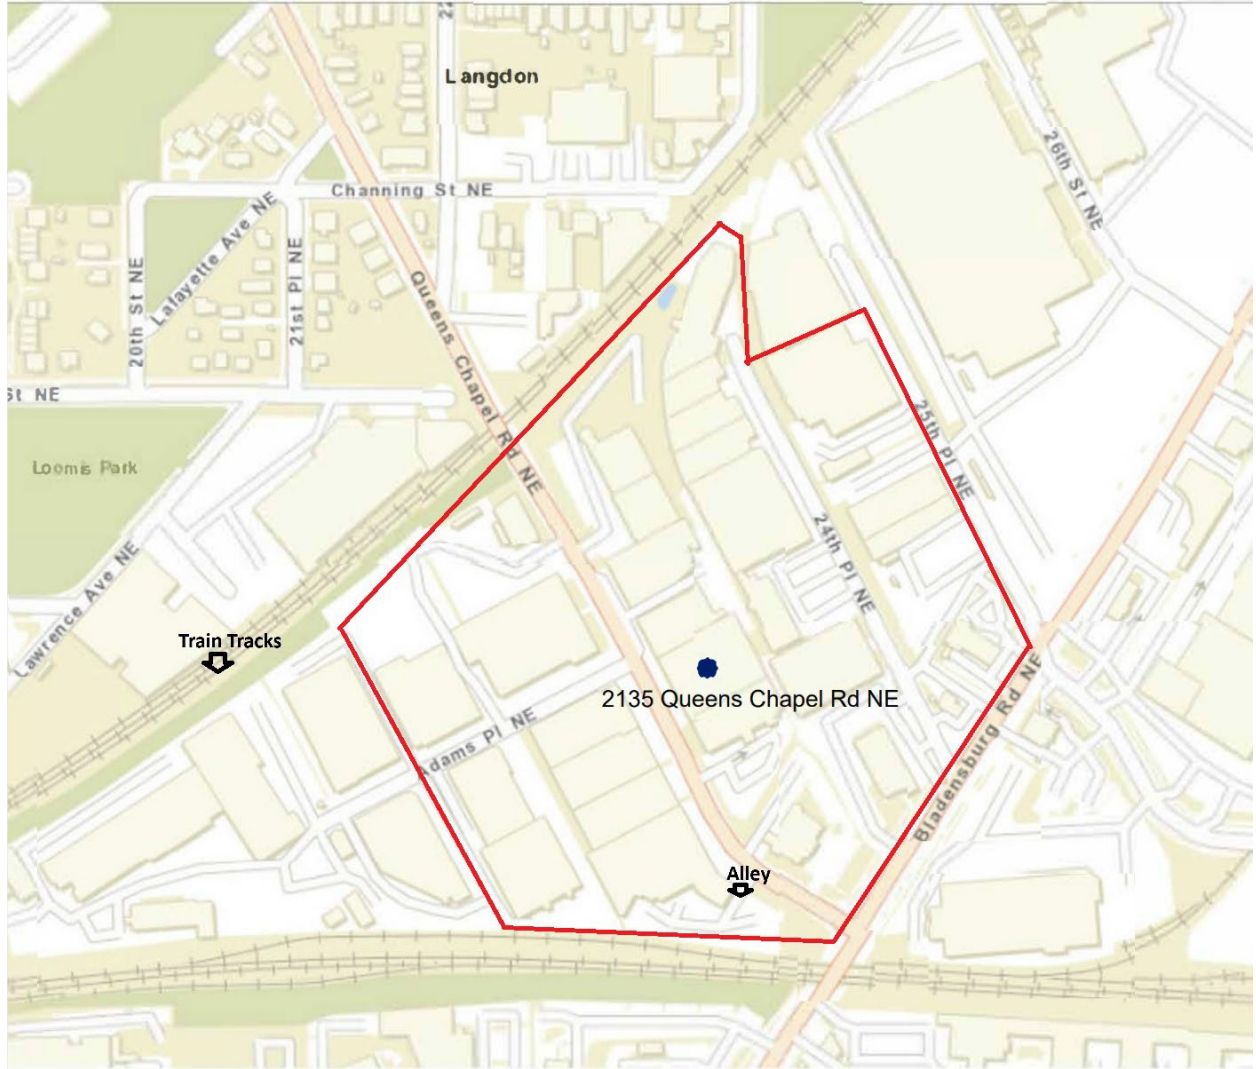 22
Langdon
26th St NE
Channing St NE
Lafayette Ave NE
20th St NE
21st Pl NE
Queens Chapel Rd NE
St NE
25th Pl NE
Loomis Park
24th Pl NE
Lawrence Ave NE
Train Tracks
2135 Queens Chapel Rd NE
Adams Pl NE
Bladensburg Rd NE
Alley